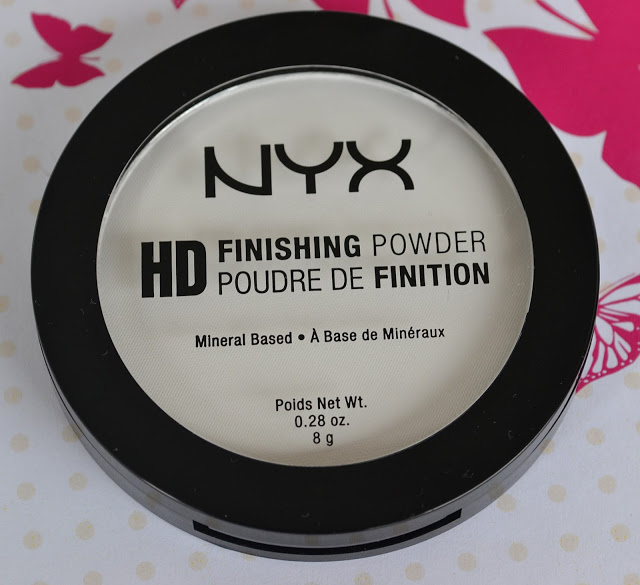 NYX
HD FINISHING POWDER
POUDRE DE FINITION
Mineral Based • À Base de Minéraux
Poids Net Wt.
0.28 oz.
8 g